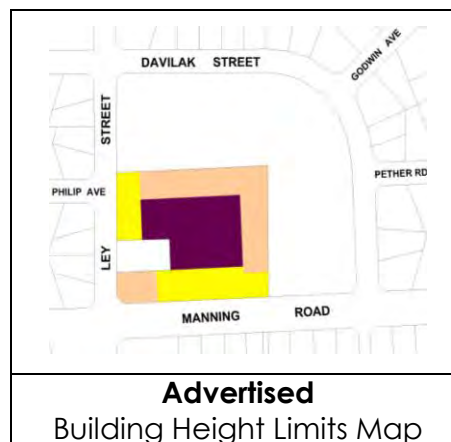 DAVILAK STREET
GODWIN AVE
STREET
PHILIP AVE
PETHER RD
LEY
MANNING ROAD
Advertised
Building Height Limits Map